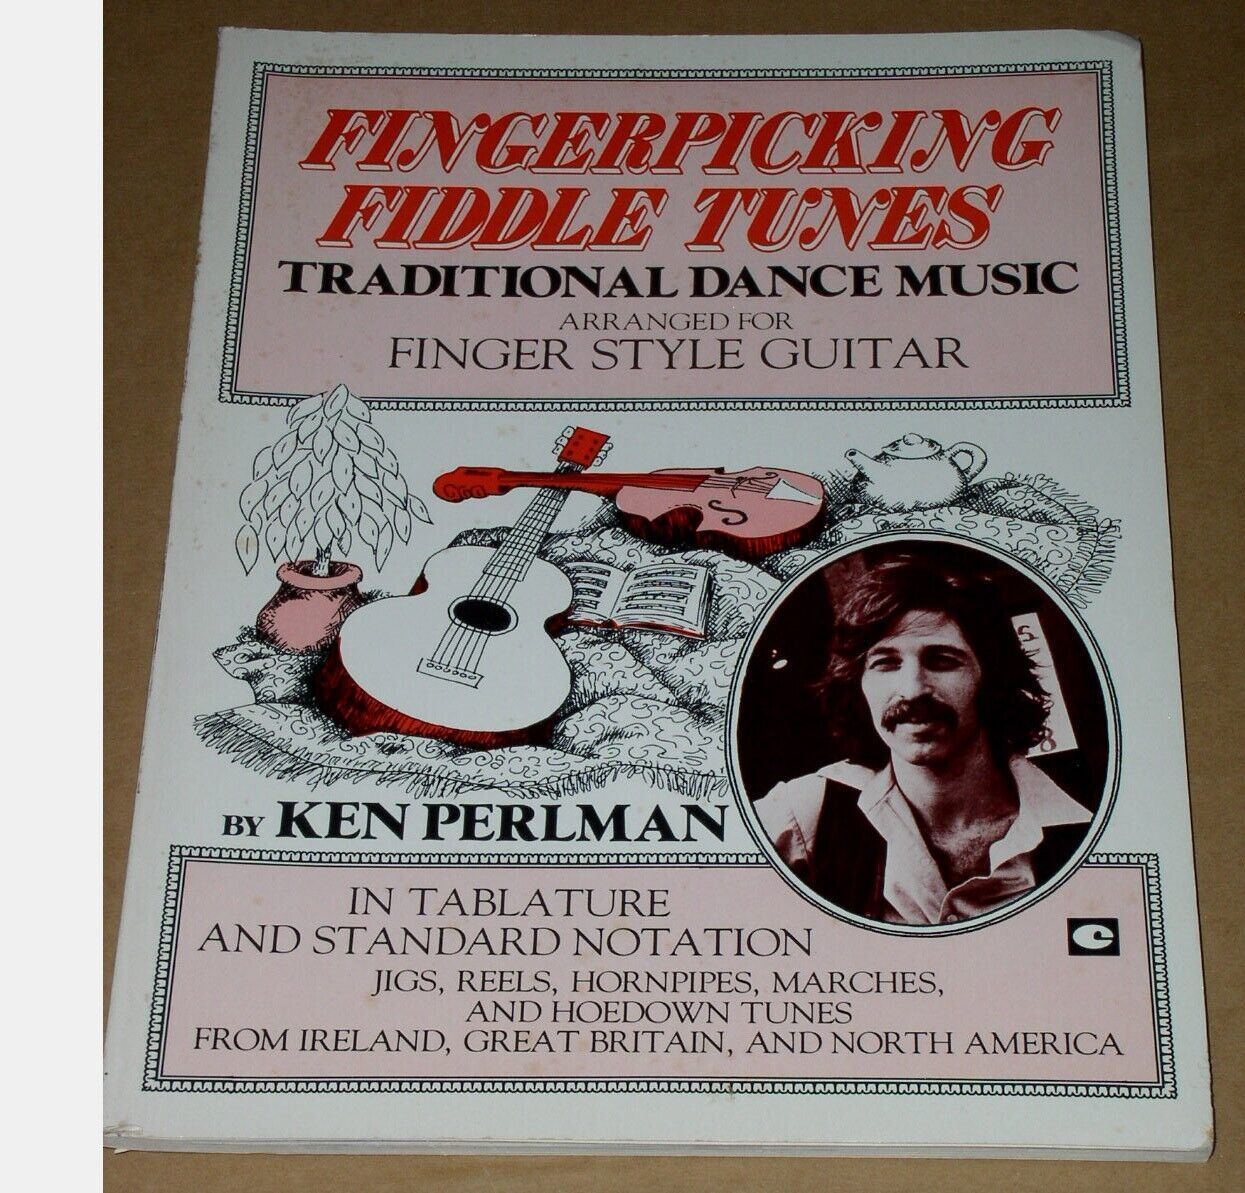 FINGERPICKING
FIDDLE TUNES
TRADITIONAL DANCE MUSIC
ARRANGED FOR
FINGER STYLE GUITAR
BY KEN PERLMAN
IN TABLATURE
AND STANDARD NOTATION
JIGS, REELS, HORNPIPES, MARCHES,
AND HOEDOWN TUNES
FROM IRELAND, GREAT BRITAIN, AND NORTH AMERICA